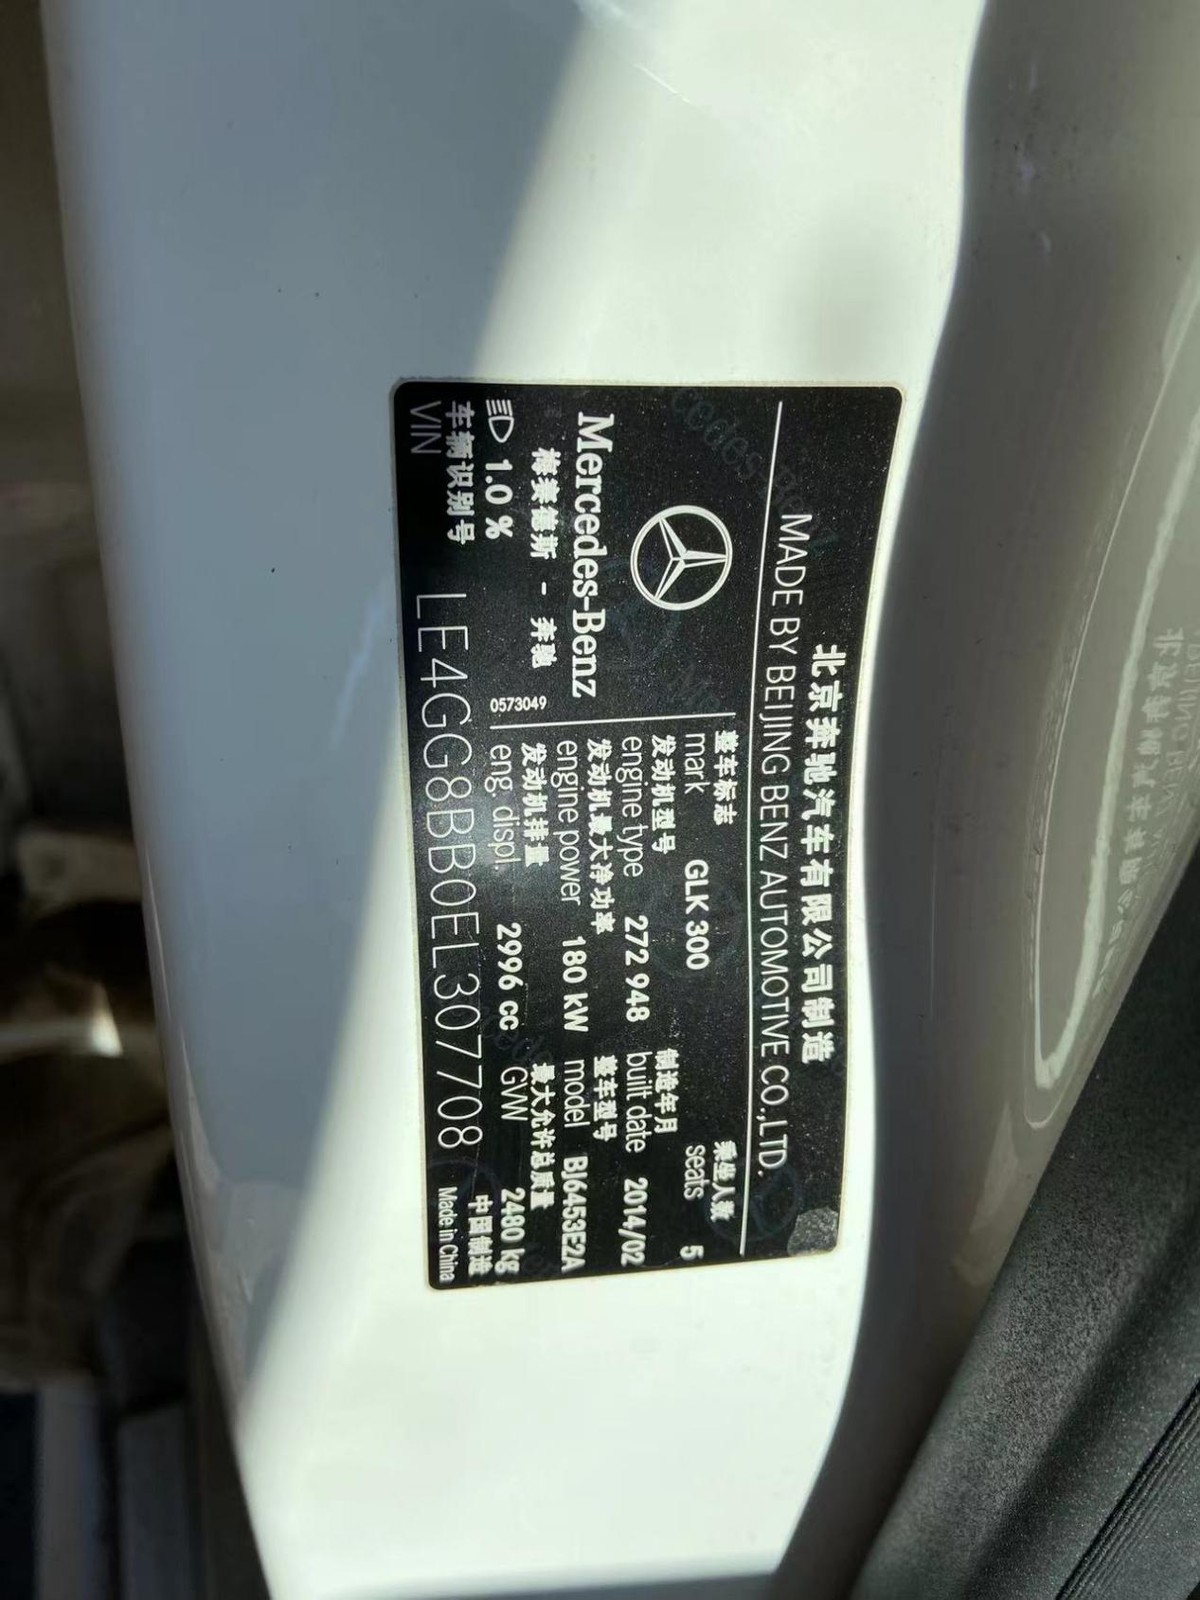 北京奔驰汽车有限公司制造
MADE BY BEIJING BENZ AUTOMOTIVE CO.,LTD.
Mercedes-Benz
梅赛德斯 - 奔驰
1.0 %
0573049
整车标志
mark GLK 300
乘坐人数
seats 5
发动机型号
engine type 272 948
制造年月
built date 2014/02
发动机最大净功率
engine power 180 kW
整车型号
model BJ6453E2A
发动机排量
eng. displ. 2996 cc
最大允许总质量
GVW 2480 kg
车辆识别号
VIN LE4GG8BB0EL307708
中国制造
Made in China